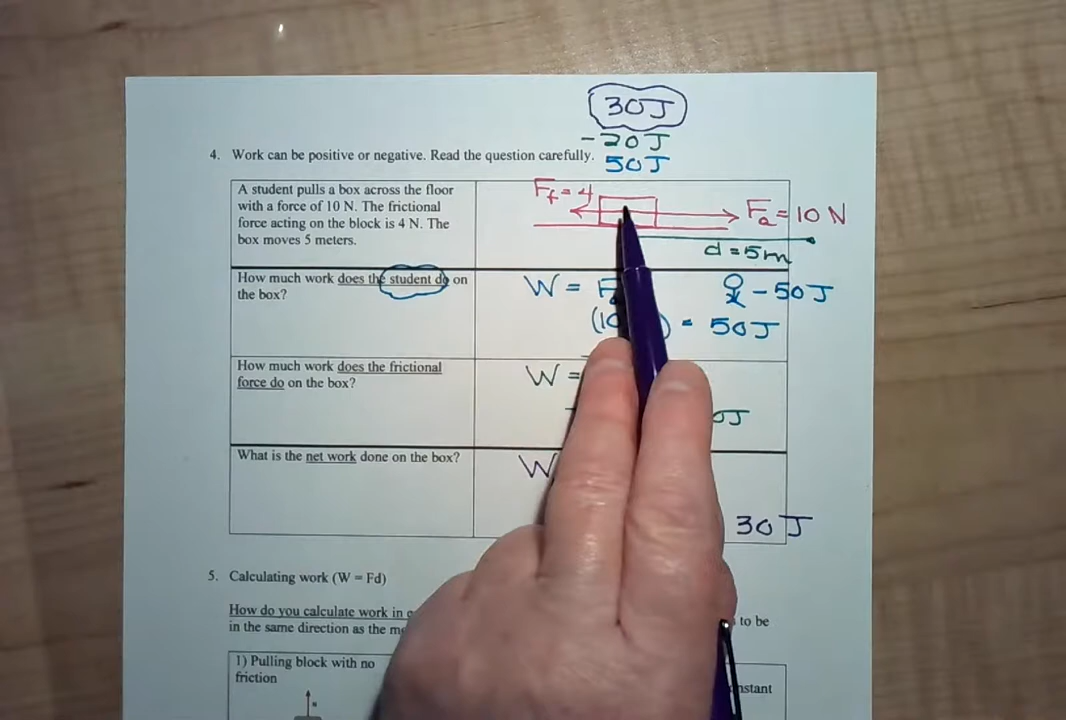 30J
-20J
4. Work can be positive or negative. Read the question carefully.
50J
A student pulls a box across the floor
with a force of 10 N. The frictional
force acting on the block is 4 N. The
box moves 5 meters.
Ff = 4
Fa = 10 N
d = 5m
How much work does the student do on
the box?
W = F
- 50J
(10 ) = 50J
How much work does the frictional
force do on the box?
W =
0J
What is the net work done on the box?
W
30 J
5. Calculating work (W = Fd)
How do you calculate work in
in the same direction as the
to be
1) Pulling block with no
friction
N